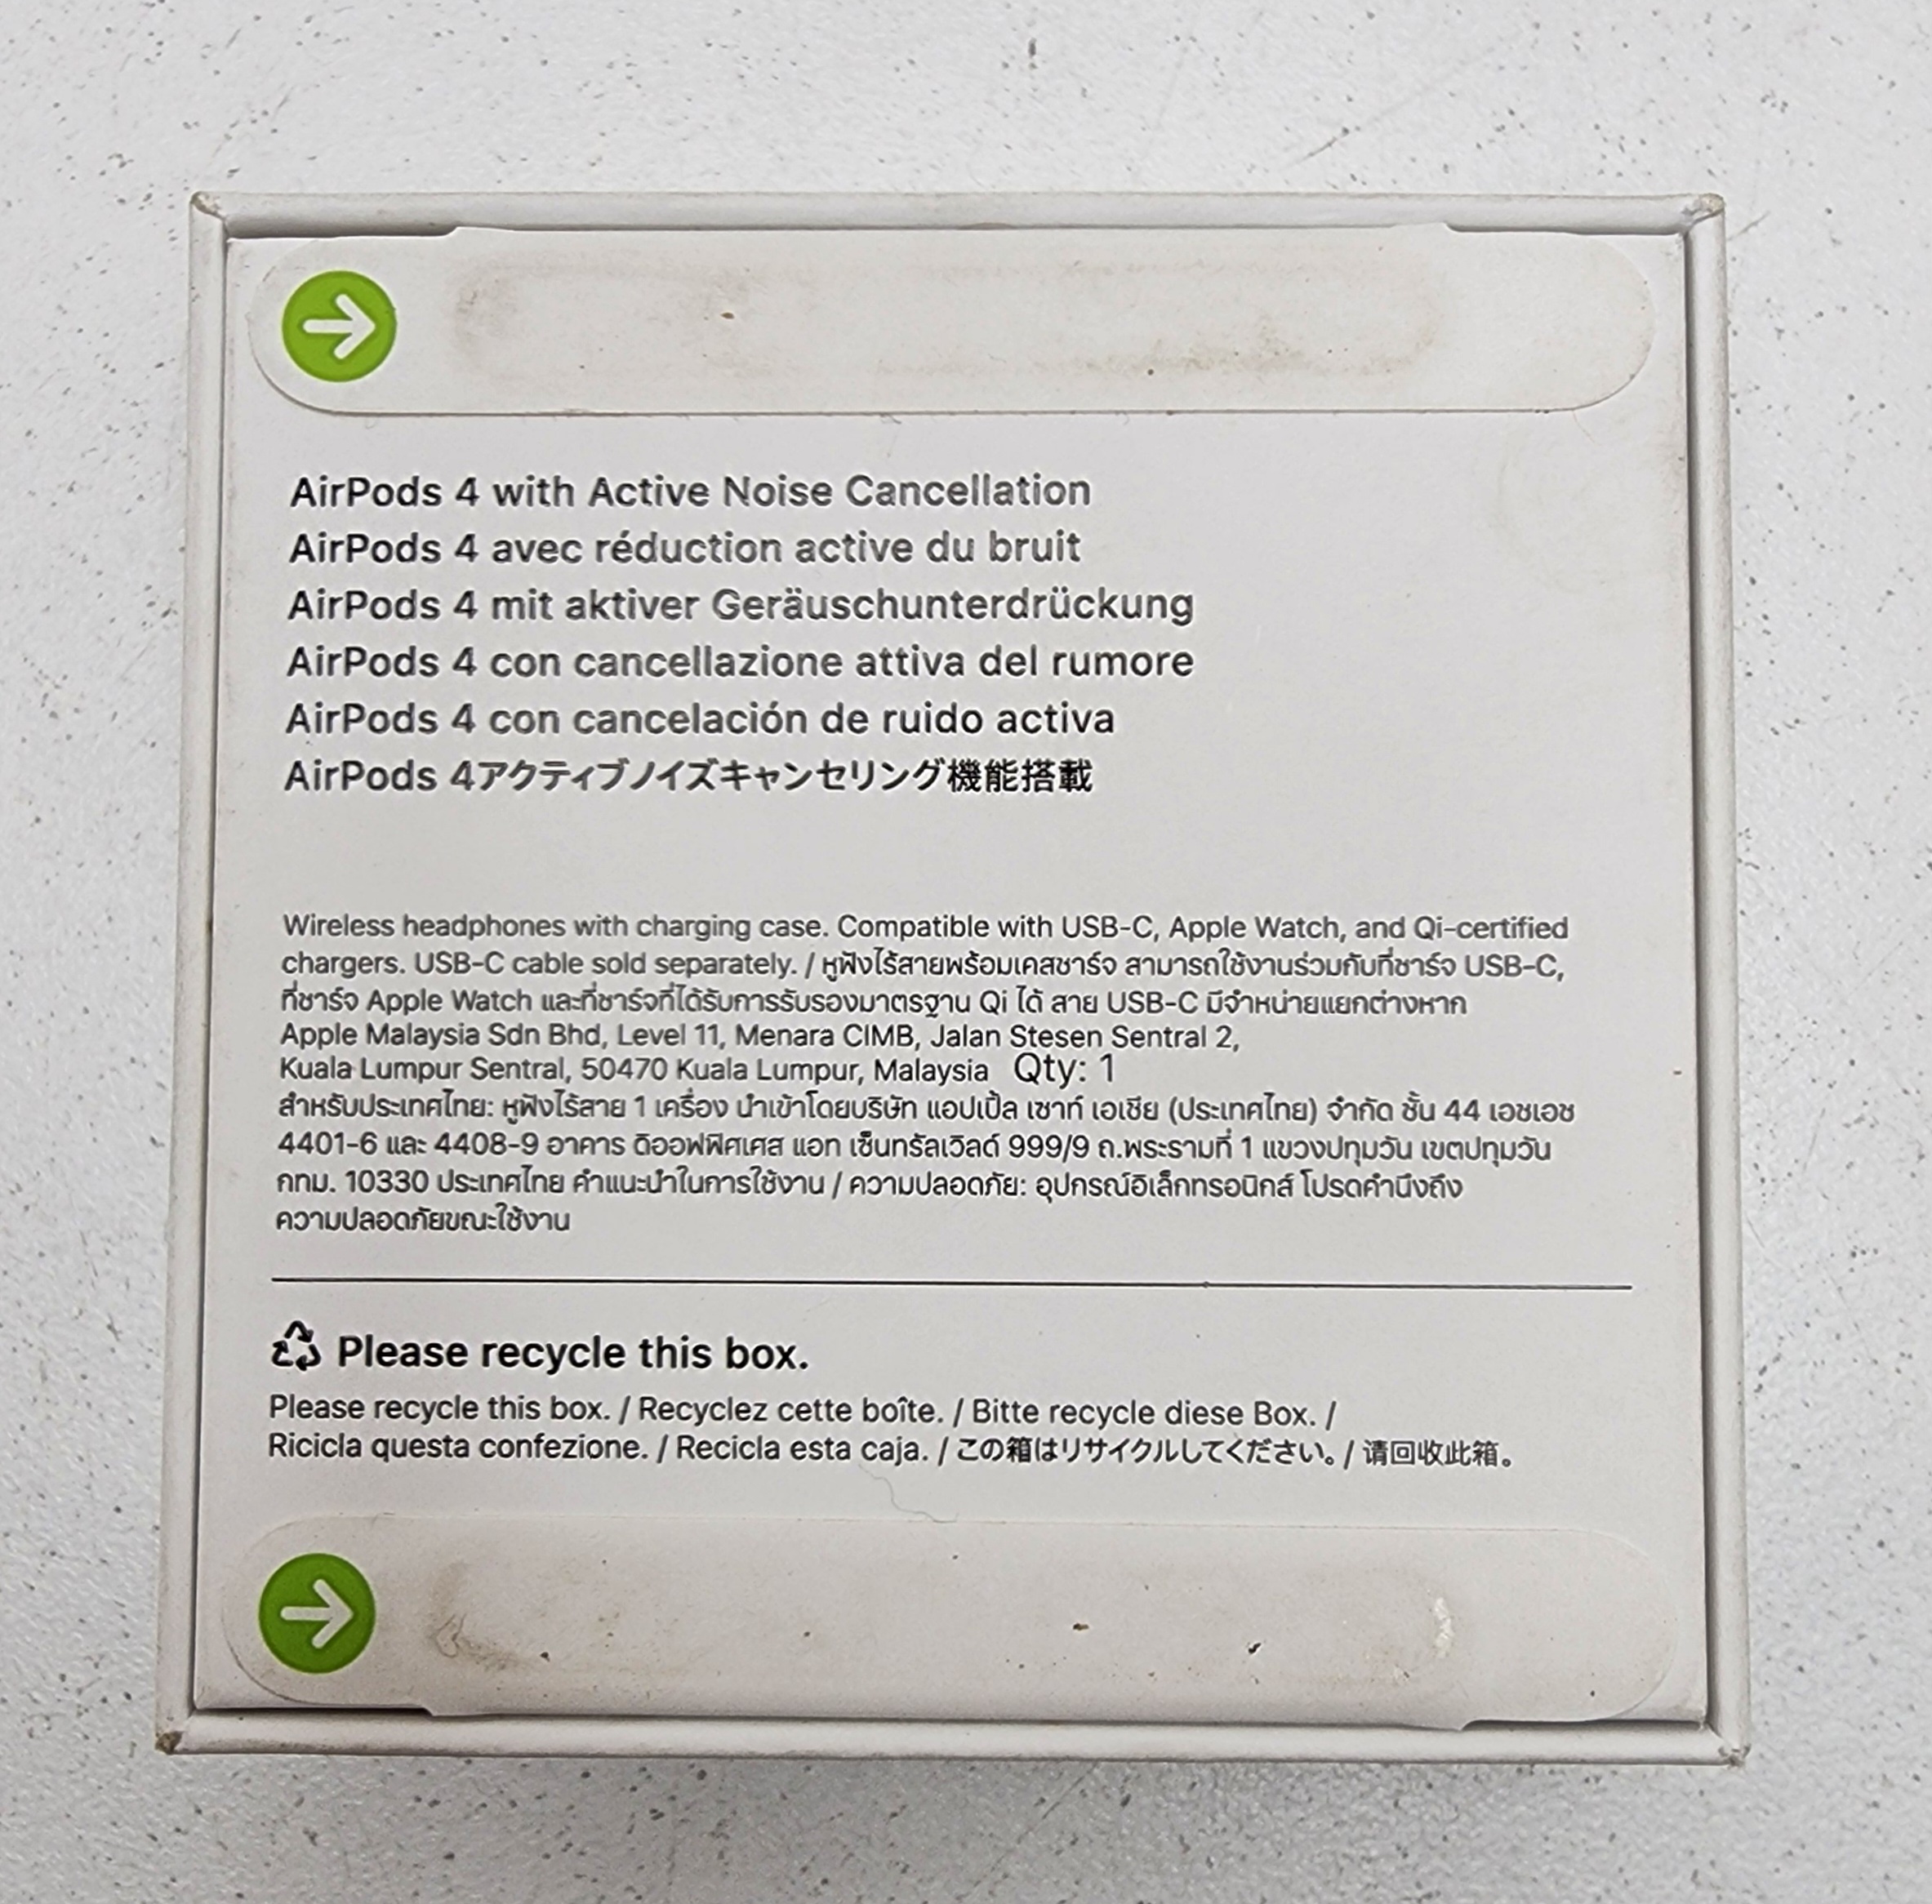 AirPods 4 with Active Noise Cancellation
AirPods 4 avec réduction active du bruit
AirPods 4 mit aktiver Geräuschunterdrückung
AirPods 4 con cancellazione attiva del rumore
AirPods 4 con cancelación de ruido activa
AirPods 4アクティブノイズキャンセリング機能搭載
Wireless headphones with charging case. Compatible with USB-C, Apple Watch, and Qi-certified
chargers. USB-C cable sold separately. / หูฟังไร้สายพร้อมเคสชาร์จ สามารถใช้งานร่วมกับที่ชาร์จ USB-C,
ที่ชาร์จ Apple Watch และที่ชาร์จที่ได้รับการรับรองมาตรฐาน Qi ได้ สาย USB-C มีจำหน่ายแยกต่างหาก
Apple Malaysia Sdn Bhd, Level 11, Menara CIMB, Jalan Stesen Sentral 2,
Kuala Lumpur Sentral, 50470 Kuala Lumpur, Malaysia Qty: 1
สำหรับประเทศไทย: หูฟังไร้สาย 1 เครื่อง นำเข้าโดยบริษัท แอปเปิ้ล เซาท์ เอเชีย (ประเทศไทย) จำกัด ชั้น 44 เอชเอช
4401-6 และ 4408-9 อาคาร ดิออฟฟิศเศส แอท เซ็นทรัลเวิลด์ 999/9 ถ.พระรามที่ 1 แขวงปทุมวัน เขตปทุมวัน
กทม. 10330 ประเทศไทย คำแนะนำในการใช้งาน / ความปลอดภัย: อุปกรณ์อิเล็กทรอนิกส์ โปรดคำนึงถึง
ความปลอดภัยขณะใช้งาน
Please recycle this box.
Please recycle this box. / Recyclez cette boîte. / Bitte recycle diese Box. /
Ricicla questa confezione. / Recicla esta caja. / この箱はリサイクルしてください。/ 请回收此箱。